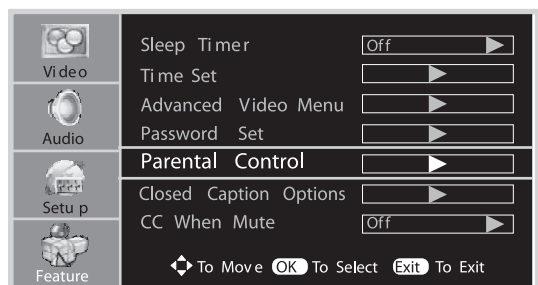 Video
Audio
Setup
Feature
Sleep Timer Off
Time Set
Advanced Video Menu
Password Set
Parental Control
Closed Caption Options
CC When Mute Off
To Move OK To Select Exit To Exit